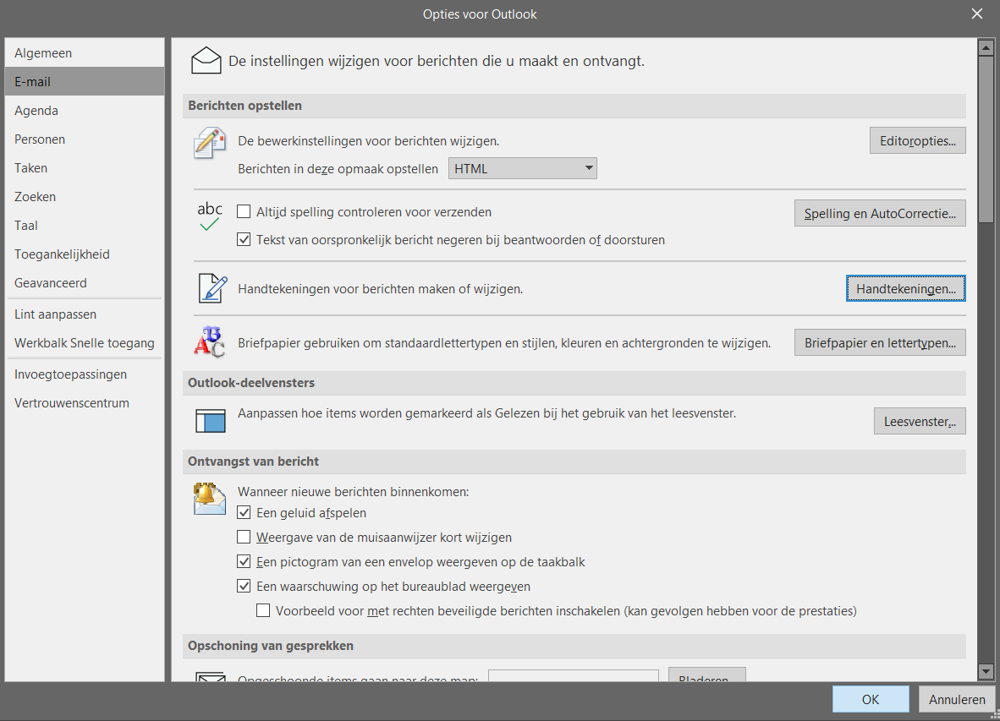 Opties voor Outlook
Algemeen
E-mail
Agenda
Personen
Taken
Zoeken
Taal
Toegankelijkheid
Geavanceerd
Lint aanpassen
Werkbalk Snelle toegang
Invoegtoepassingen
Vertrouwenscentrum
De instellingen wijzigen voor berichten die u maakt en ontvangt.
Berichten opstellen
De bewerkinstellingen voor berichten wijzigen.
Editoropties...
Berichten in deze opmaak opstellen
HTML
abc
Altijd spelling controleren voor verzenden
Spelling en AutoCorrectie...
Tekst van oorspronkelijk bericht negeren bij beantwoorden of doorsturen
Handtekeningen voor berichten maken of wijzigen.
Handtekeningen...
ABC
Briefpapier gebruiken om standaardlettertypen en stijlen, kleuren en achtergronden te wijzigen.
Briefpapier en lettertypen...
Outlook-deelvensters
Aanpassen hoe items worden gemarkeerd als Gelezen bij het gebruik van het leesvenster.
Leesvenster...
Ontvangst van bericht
Wanneer nieuwe berichten binnenkomen:
Een geluid afspelen
Weergave van de muisaanwijzer kort wijzigen
Een pictogram van een envelop weergeven op de taakbalk
Een waarschuwing op het bureaublad weergeven
Voorbeeld voor met rechten beveiligde berichten inschakelen (kan gevolgen hebben voor de prestaties)
Opschoning van gesprekken
Opgeschoonde items gaan naar deze map:
Bladeren...
OK
Annuleren